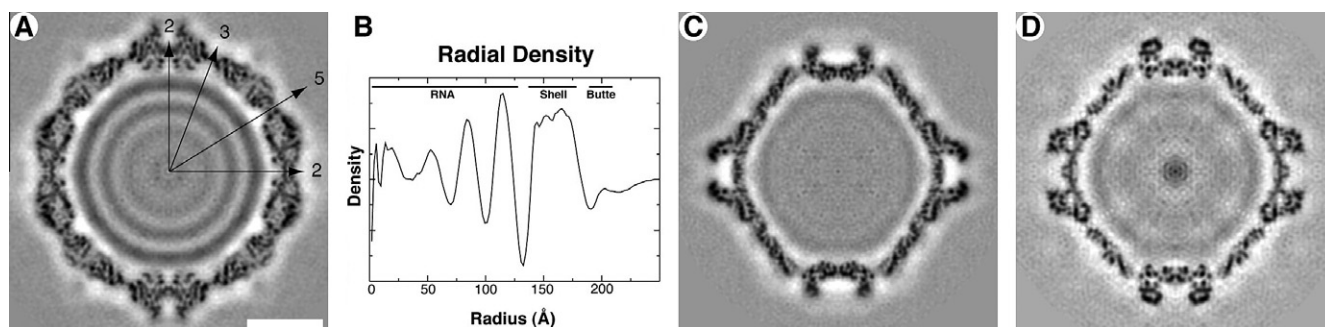 A
2
3
5
2
B
Radial Density
RNA
Shell
Butte
Density
0
50
100
150
200
Radius (Å)
C
D